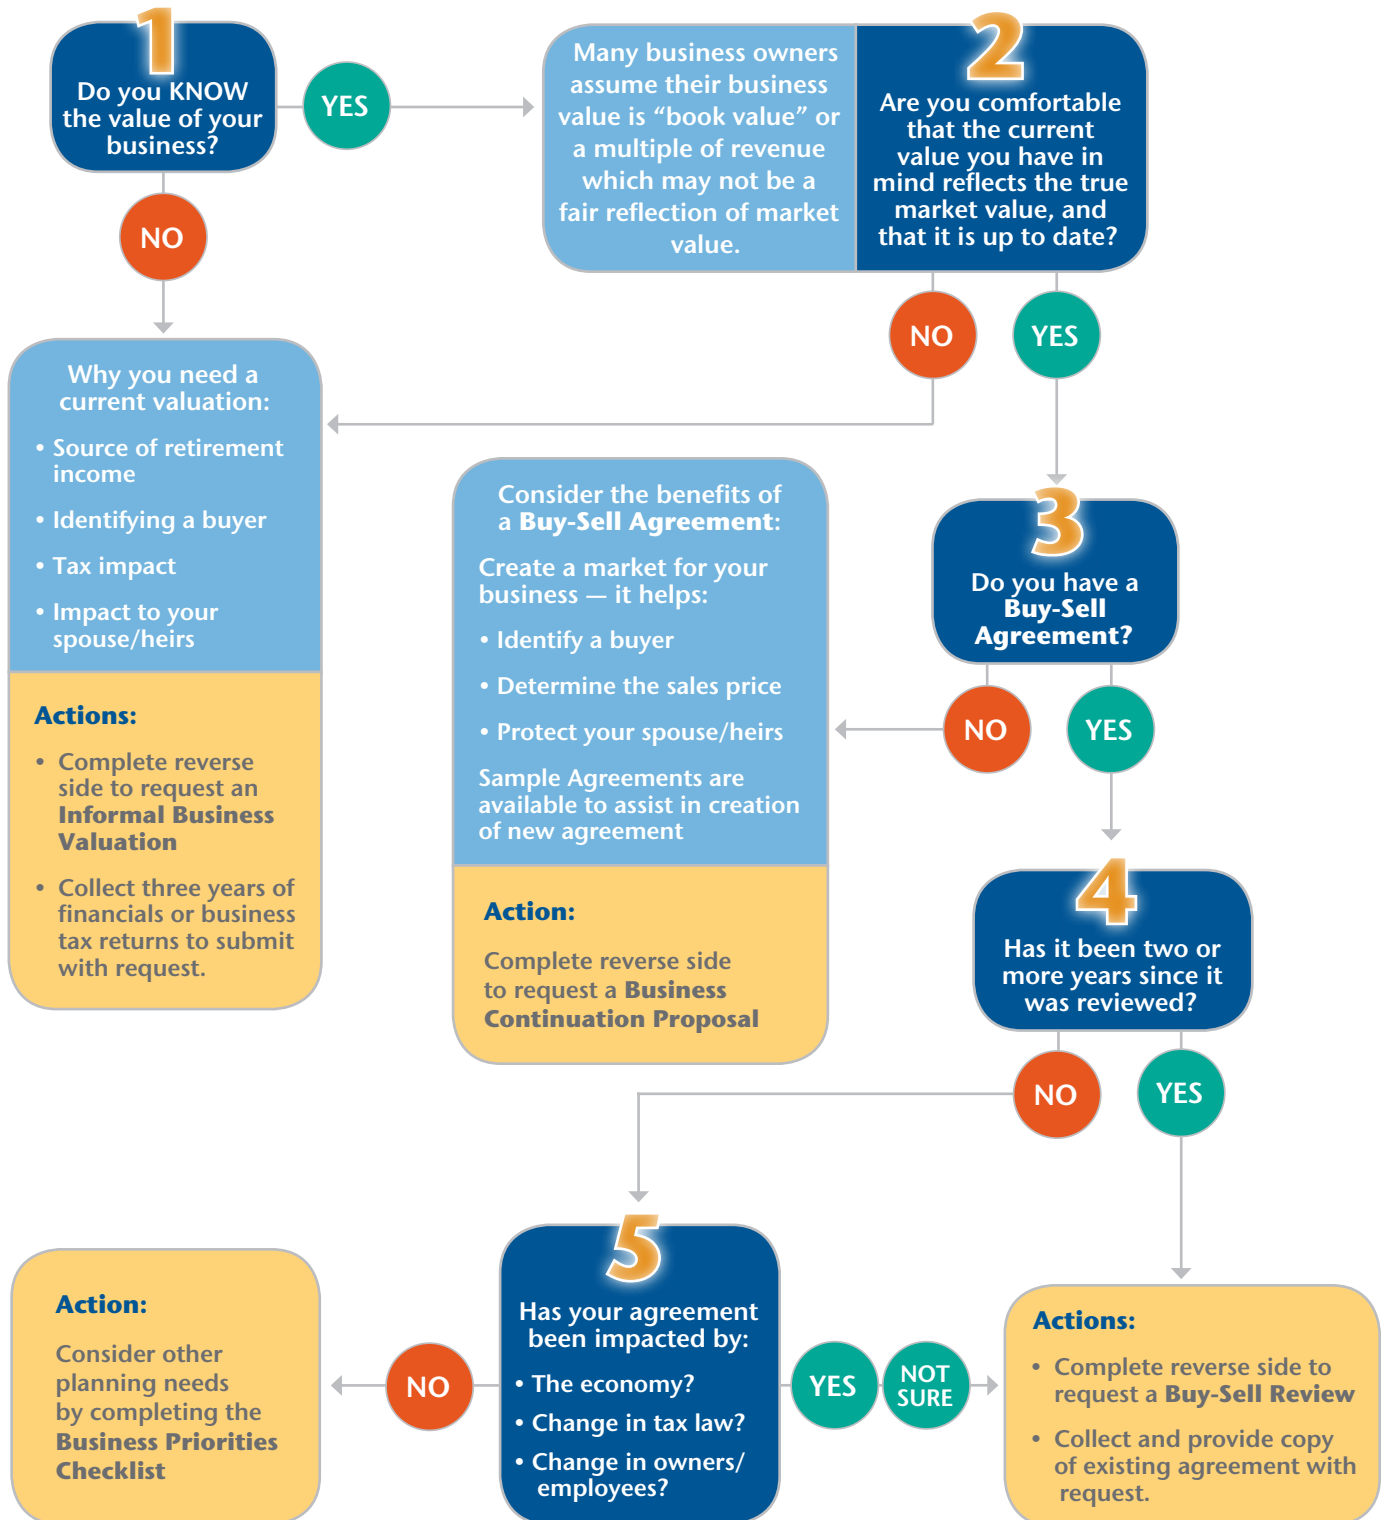 1
Do you KNOW
the value of your
business?
YES
NO
Many business owners
assume their business
value is “book value” or
a multiple of revenue
which may not be a
fair reflection of market
value.
2
Are you comfortable
that the current
value you have in
mind reflects the true
market value, and
that it is up to date?
NO
YES
Why you need a
current valuation:
• Source of retirement
income
• Identifying a buyer
• Tax impact
• Impact to your
spouse/heirs
Actions:
• Complete reverse
side to request an
Informal Business
Valuation
• Collect three years of
financials or business
tax returns to submit
with request.
3
Do you have a
Buy-Sell
Agreement?
NO
YES
Consider the benefits of
a Buy-Sell Agreement:
Create a market for your
business — it helps:
• Identify a buyer
• Determine the sales price
• Protect your spouse/heirs
Sample Agreements are
available to assist in creation
of new agreement
Action:
Complete reverse side
to request a Business
Continuation Proposal
4
Has it been two or
more years since it
was reviewed?
NO
YES
5
Has your agreement
been impacted by:
• The economy?
• Change in tax law?
• Change in owners/
employees?
NO
YES
NOT
SURE
Action:
Consider other
planning needs
by completing the
Business Priorities
Checklist
Actions:
• Complete reverse side to
request a Buy-Sell Review
• Collect and provide copy
of existing agreement with
request.